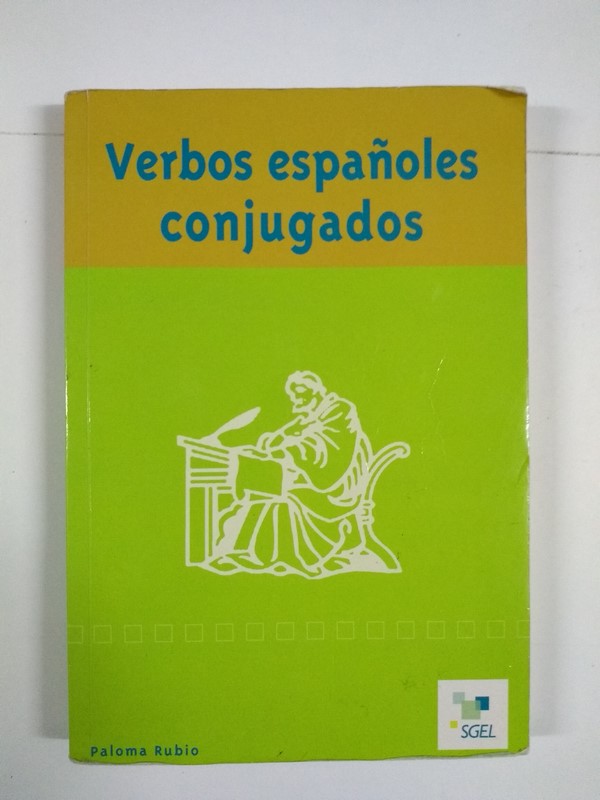 Verbos españoles
conjugados
SGEL
Paloma Rubio